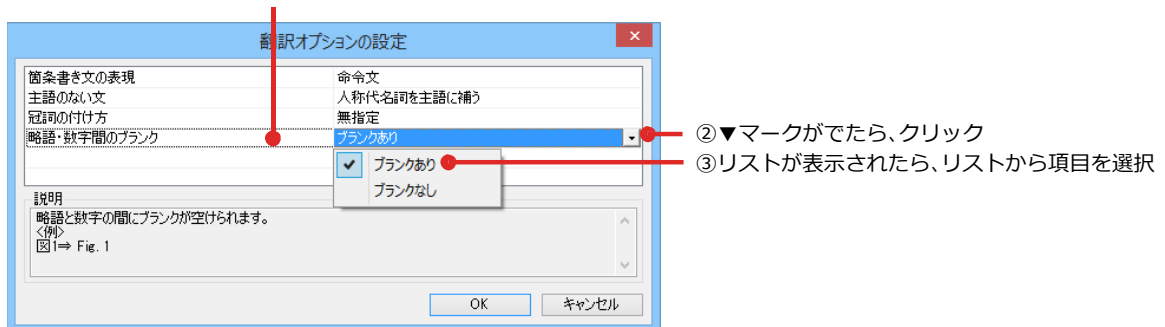 翻訳オプションの設定
箇条書き文の表現 命令文
主語のない文 人称代名詞を主語に補う
冠詞の付け方 無指定
略語・数字間のブランク ブランクあり
②▼マークがでたら、クリック
ブランクあり
③リストが表示されたら、リストから項目を選択
ブランクなし
説明
略語と数字の間にブランクが空けられます。
<例>
図1⇒ Fig. 1
OK キャンセル